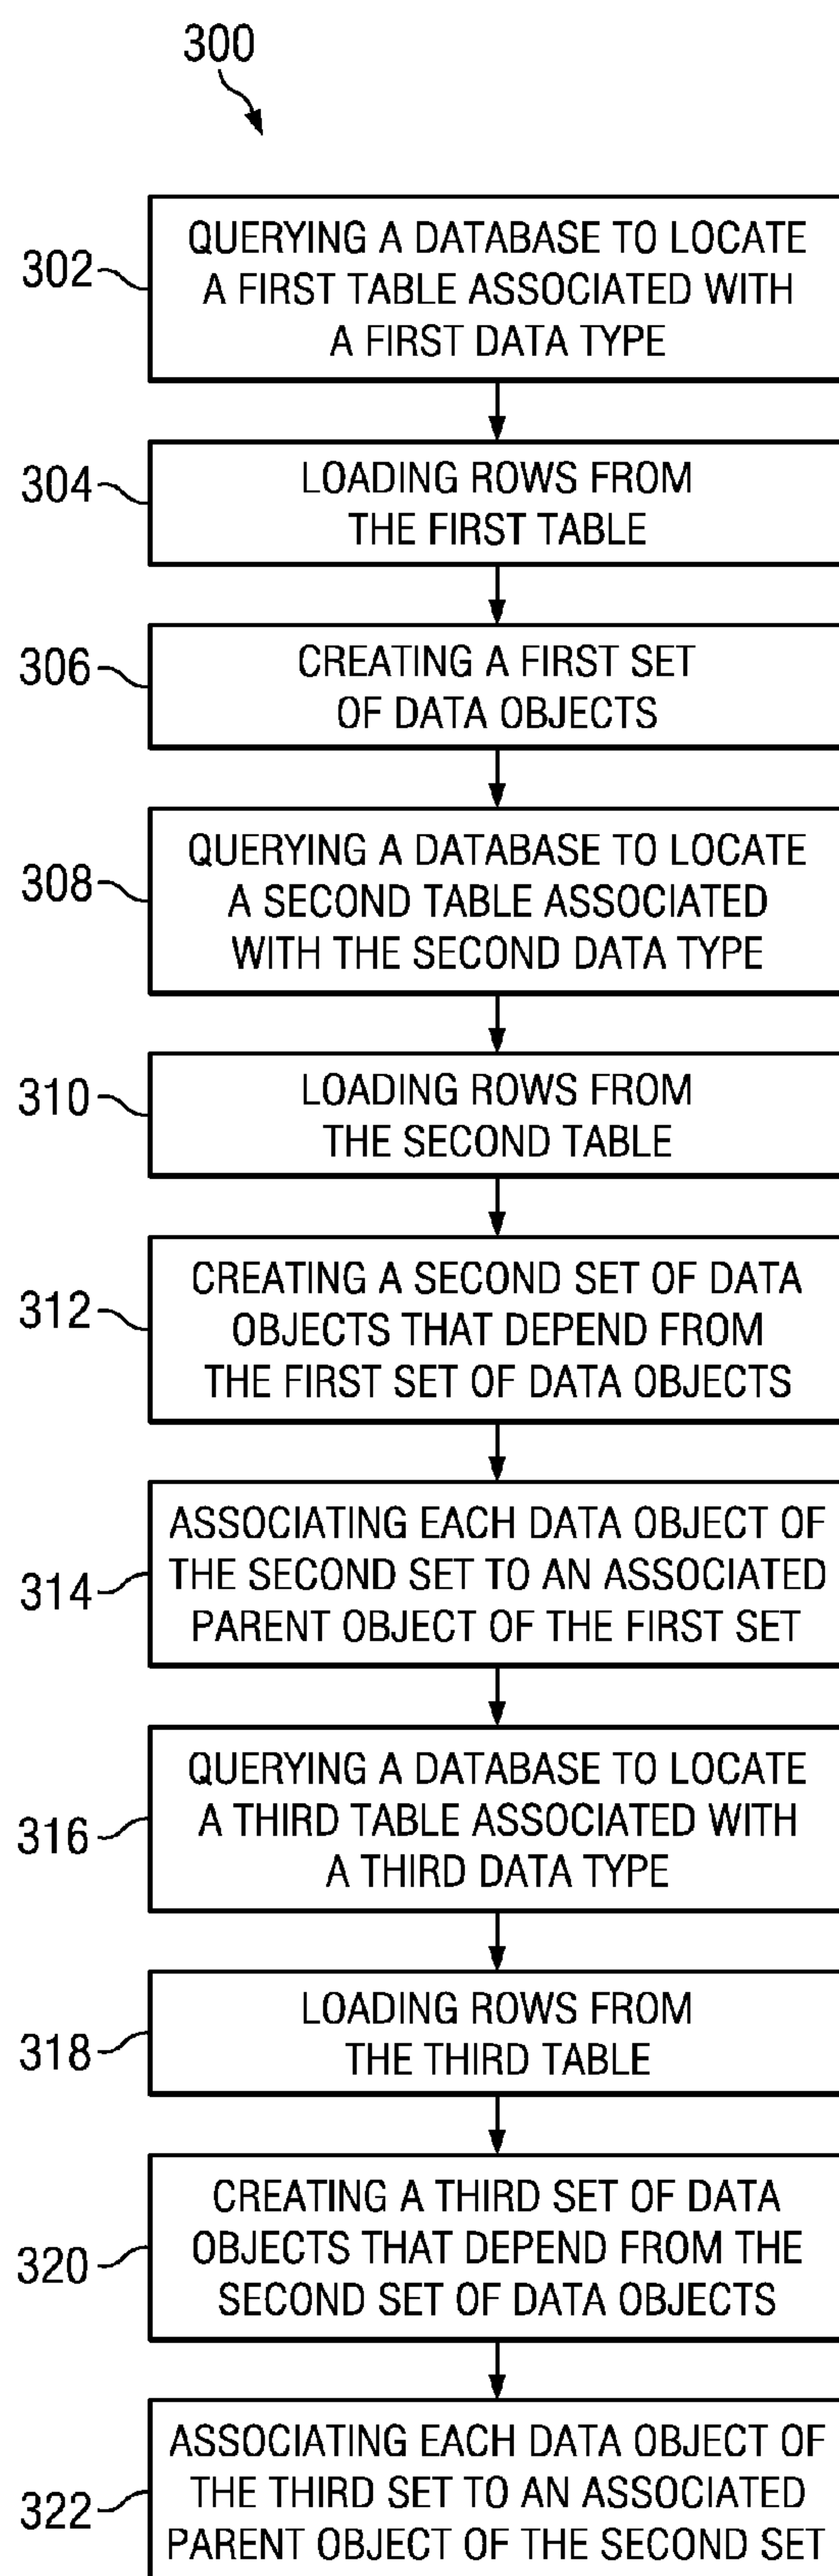 300
302
QUERYING A DATABASE TO LOCATE
A FIRST TABLE ASSOCIATED WITH
A FIRST DATA TYPE
304
LOADING ROWS FROM
THE FIRST TABLE
306
CREATING A FIRST SET
OF DATA OBJECTS
308
QUERYING A DATABASE TO LOCATE
A SECOND TABLE ASSOCIATED
WITH THE SECOND DATA TYPE
310
LOADING ROWS FROM
THE SECOND TABLE
312
CREATING A SECOND SET OF DATA
OBJECTS THAT DEPEND FROM
THE FIRST SET OF DATA OBJECTS
314
ASSOCIATING EACH DATA OBJECT OF
THE SECOND SET TO AN ASSOCIATED
PARENT OBJECT OF THE FIRST SET
316
QUERYING A DATABASE TO LOCATE
A THIRD TABLE ASSOCIATED WITH
A THIRD DATA TYPE
318
LOADING ROWS FROM
THE THIRD TABLE
320
CREATING A THIRD SET OF DATA
OBJECTS THAT DEPEND FROM THE
SECOND SET OF DATA OBJECTS
322
ASSOCIATING EACH DATA OBJECT OF
THE THIRD SET TO AN ASSOCIATED
PARENT OBJECT OF THE SECOND SET